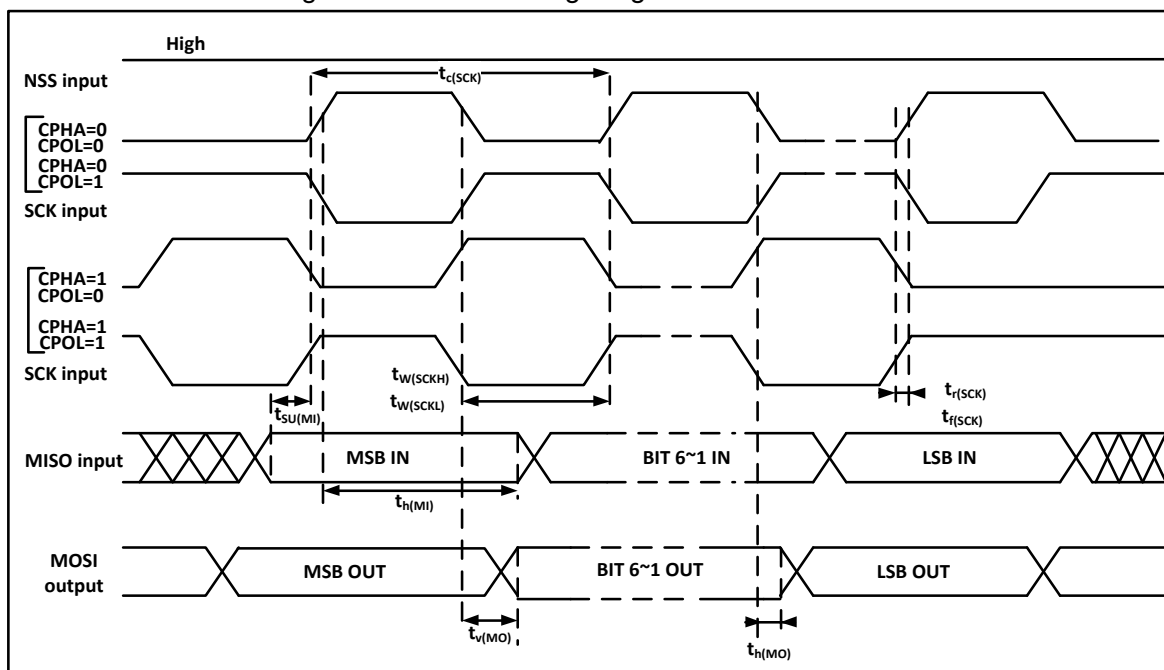 High
NSS input
tc(SCK)
CPHA=0
CPOL=0
CPHA=0
CPOL=1
SCK input
CPHA=1
CPOL=0
CPHA=1
CPOL=1
SCK input
tW(SCKH)
tW(SCKL)
tr(SCK)
tf(SCK)
tSU(MI)
MISO input
MSB IN
BIT 6~1 IN
LSB IN
th(MI)
MOSI
output
MSB OUT
BIT 6~1 OUT
LSB OUT
tv(MO)
th(MO)